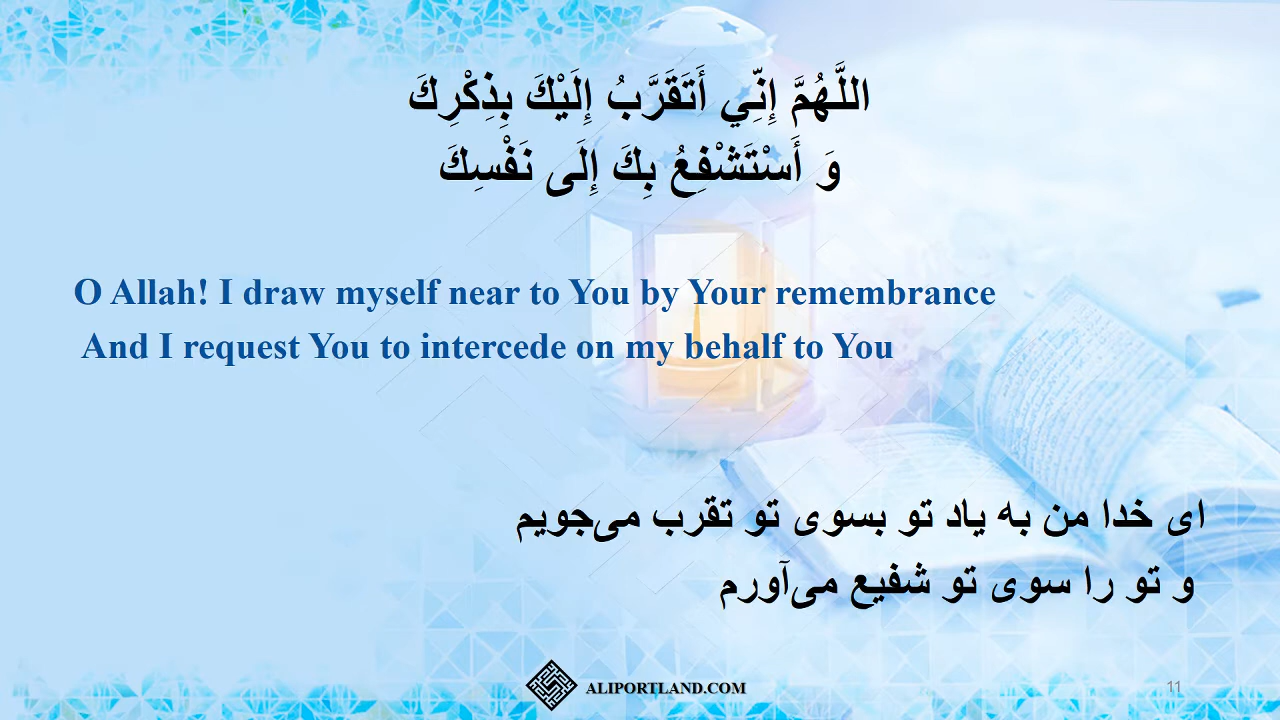 اللَّهُمَّ إِنِّي أَتَقَرَّبُ إِلَيْكَ بِذِكْرِكَ
وَ أَسْتَشْفِعُ بِكَ إِلَى نَفْسِكَ
O Allah! I draw myself near to You by Your remembrance
And I request You to intercede on my behalf to You
ای خدا من به یاد تو بسوی تو تقرب می‌جویم
و تو را سوی تو شفیع می‌آورم
ALIPORTLAND.COM
11